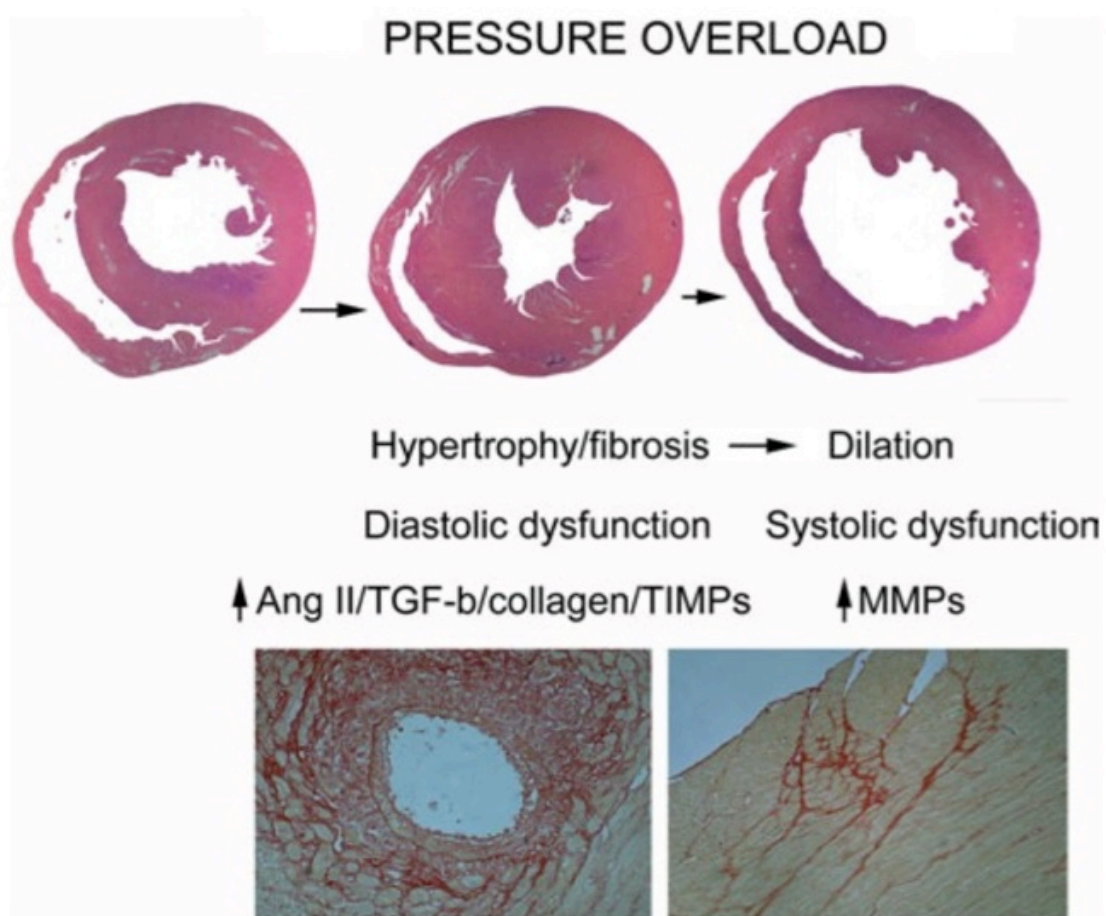 PRESSURE OVERLOAD
Hypertrophy/fibrosis → Dilation
Diastolic dysfunction Systolic dysfunction
↑ Ang II/TGF-b/collagen/TIMPs ↑ MMPs